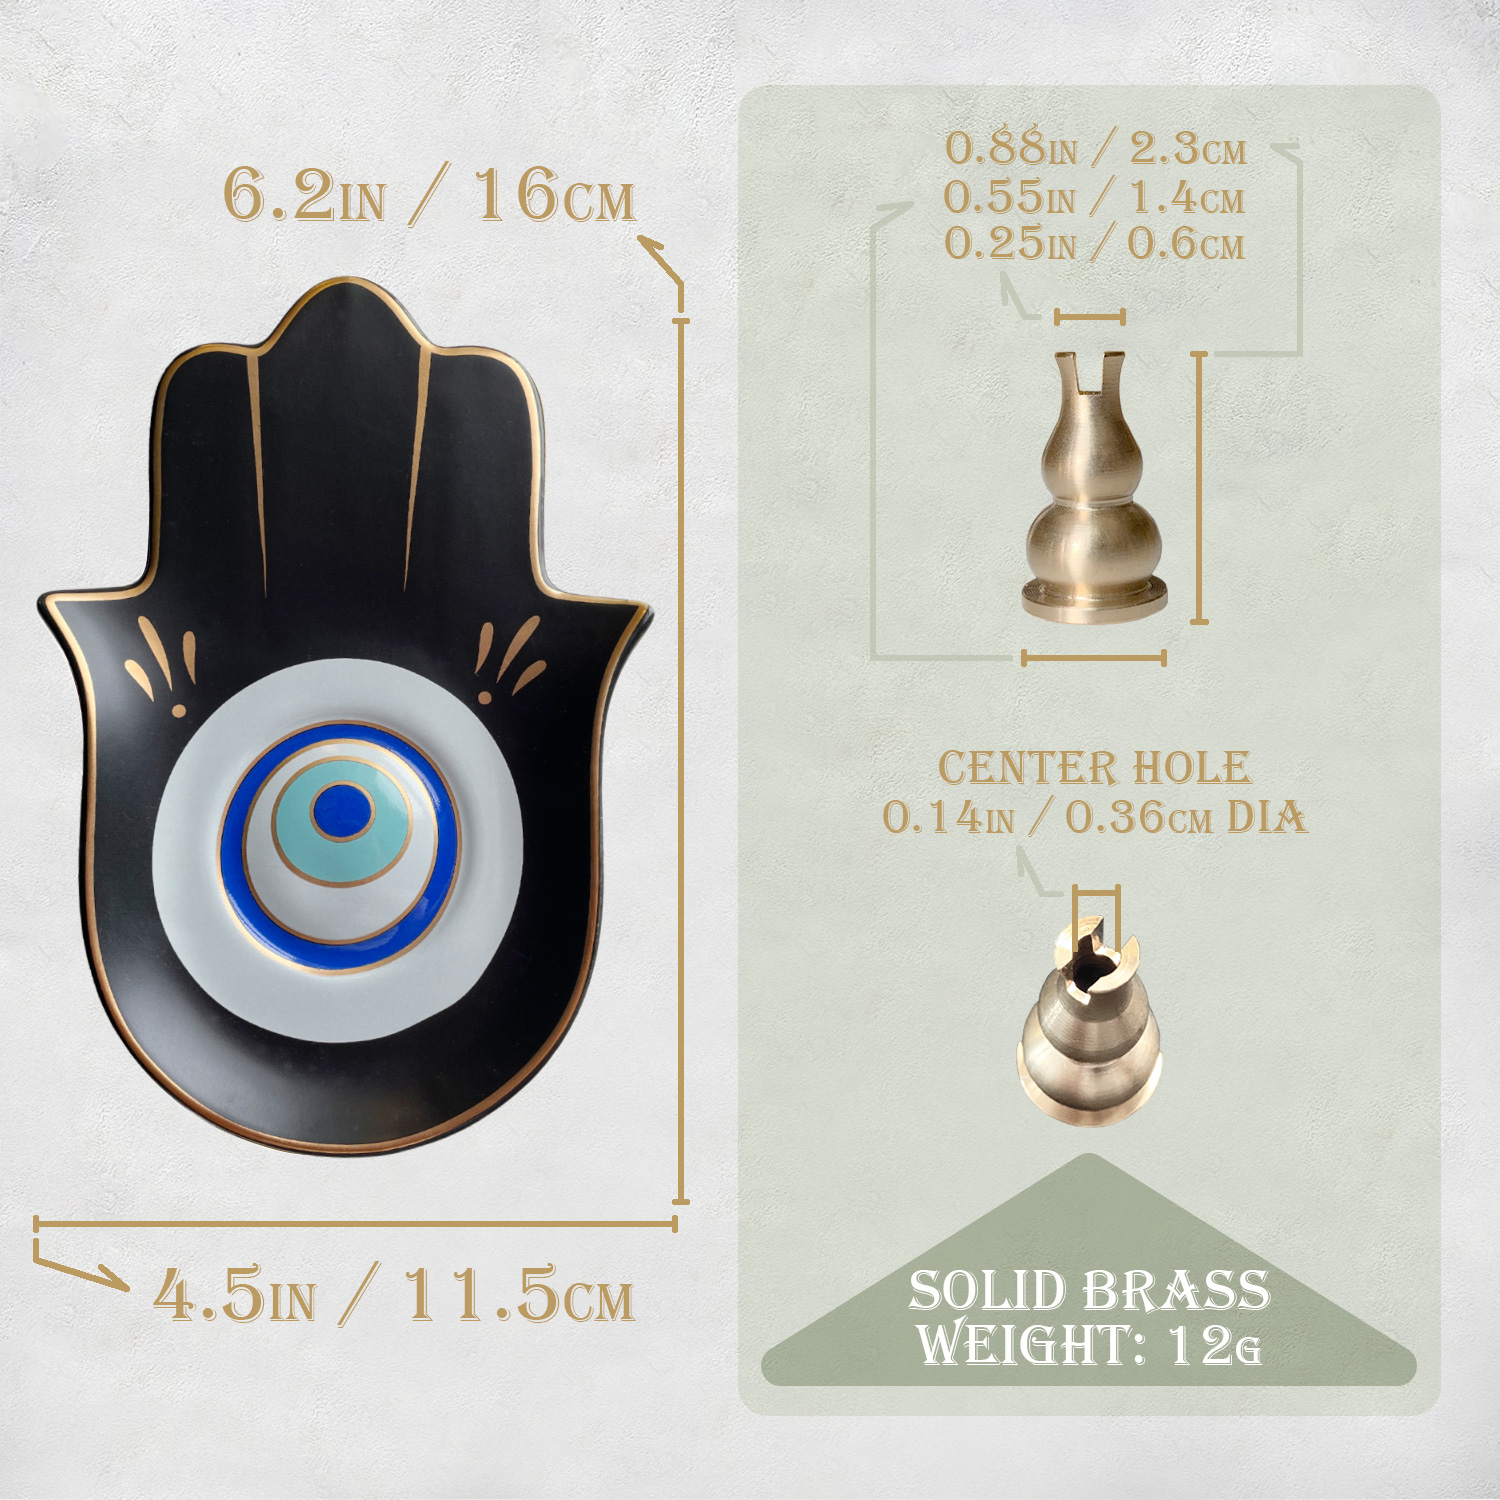 6.2IN / 16CM
4.5IN / 11.5CM
0.88IN / 2.3CM
0.55IN / 1.4CM
0.25IN / 0.6CM
CENTER HOLE
0.14IN / 0.36CM DIA
SOLID BRASS
WEIGHT: 12G